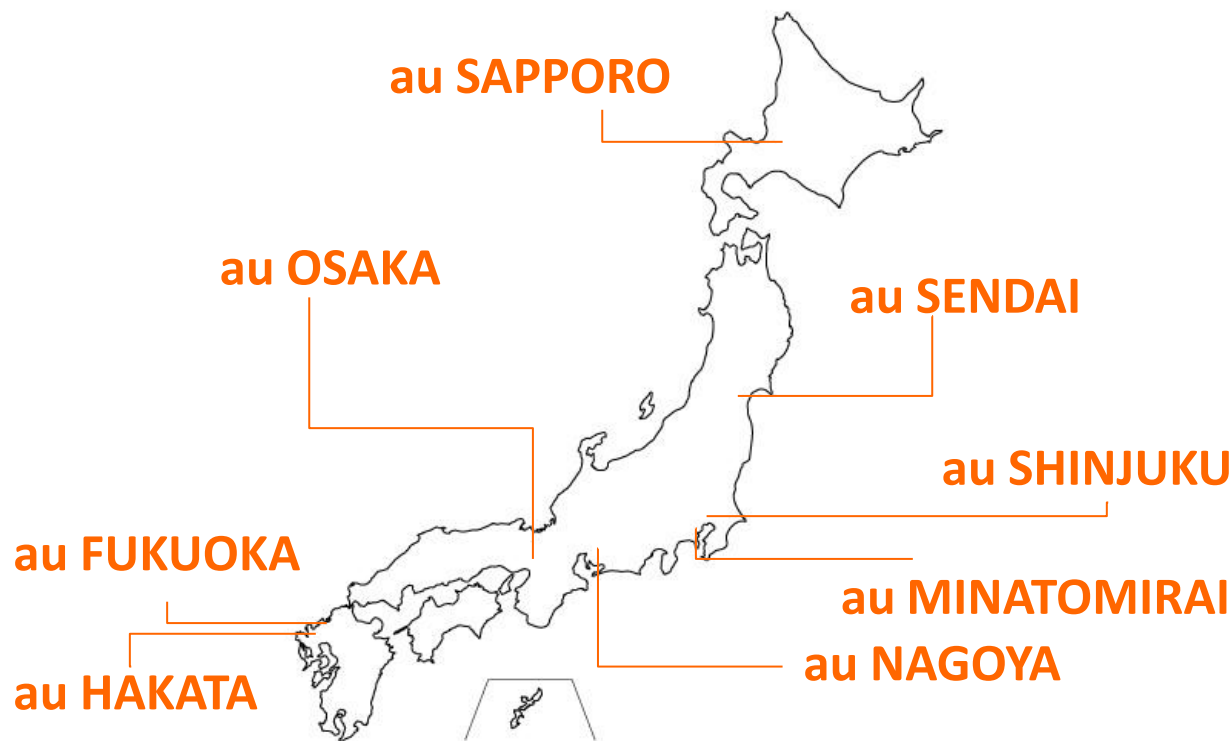 au SAPPORO
au OSAKA
au SENDAI
au SHINJUKU
au FUKUOKA
au MINATOMIRAI
au NAGOYA
au HAKATA